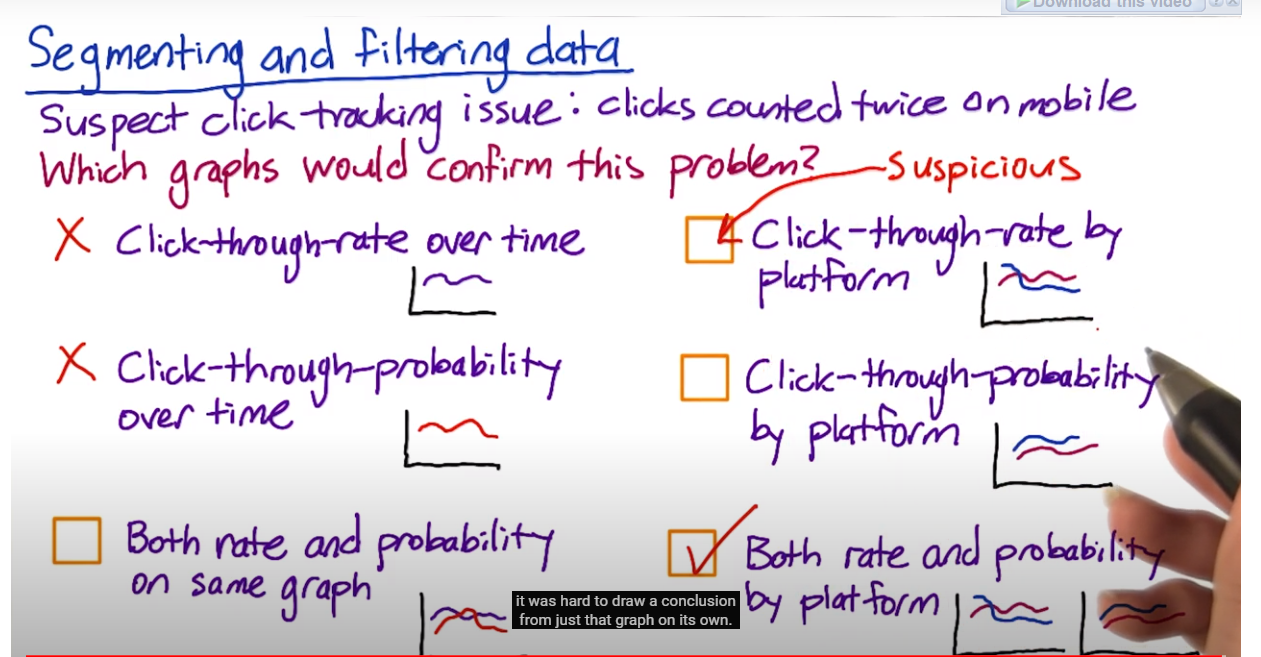 Download this video
Segmenting and filtering data
Suspect click-tracking issue: clicks counted twice on mobile
Which graphs would confirm this problem?
Suspicious
X Click-through-rate over time
Click-through-rate by
platform
X Click-through-probability
over time
Click-through-probability
by platform
Both rate and probability
on same graph
Both rate and probability
by platform
it was hard to draw a conclusion
from just that graph on its own.